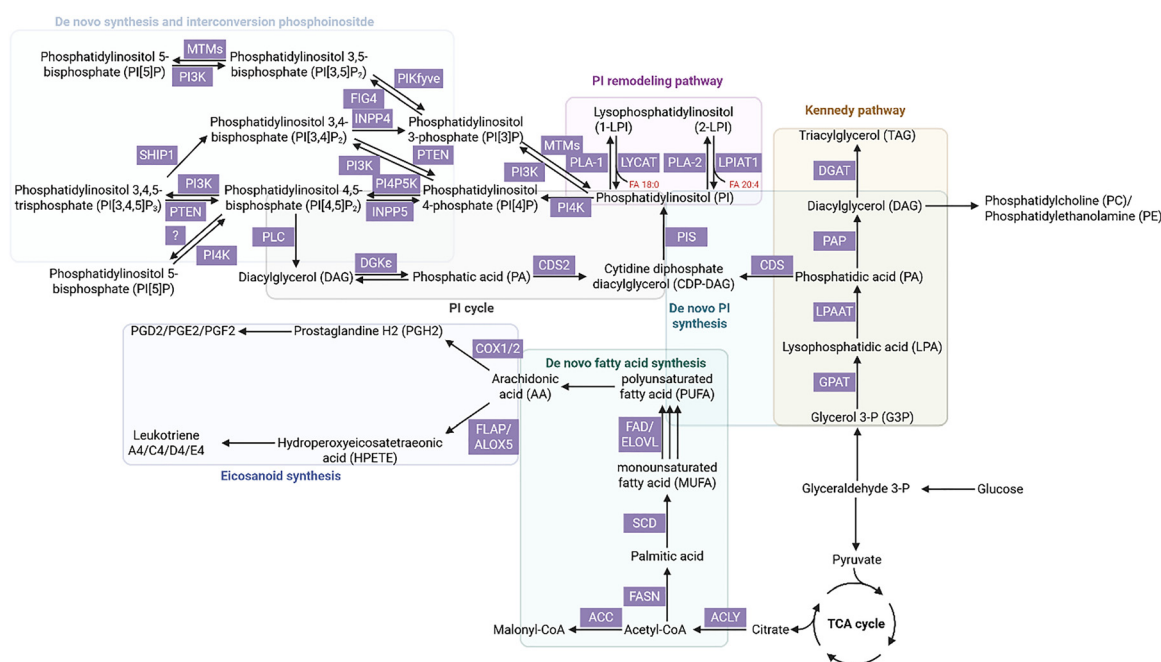 De novo synthesis and interconversion phosphoinositde
Phosphatidylinositol 5-
bisphosphate (PI[5]P)
MTMs
PI3K
Phosphatidylinositol 3,5-
bisphosphate (PI[3,5]P2)
PIKfyve
FIG4
Phosphatidylinositol 3,4-
bisphosphate (PI[3,4]P2)
INPP4
Phosphatidylinositol
3-phosphate (PI[3]P)
SHIP1
PI3K
PTEN
MTMs
PI3K
Phosphatidylinositol 3,4,5-
trisphosphate (PI[3,4,5]P3)
PI3K
PTEN
Phosphatidylinositol 4,5-
bisphosphate (PI[4,5]P2)
PI4P5K
INPP5
Phosphatidylinositol
4-phosphate (PI[4]P)
PI4K
?
PI4K
Phosphatidylinositol 5-
bisphosphate (PI[5]P)
PI remodeling pathway
Lysophosphatidylinositol
(1-LPI)
(2-LPI)
PLA-1
LYCAT
PLA-2
LPIAT1
FA 18:0
FA 20:4
Phosphatidylinositol (PI)
PLC
PIS
Diacylglycerol (DAG)
DGKε
Phosphatic acid (PA)
CDS2
Cytidine diphosphate
diacylglycerol (CDP-DAG)
CDS
PI cycle
De novo PI
synthesis
Kennedy pathway
Triacylglycerol (TAG)
DGAT
Diacylglycerol (DAG)
Phosphatidylcholine (PC)/
Phosphatidylethanolamine (PE)
PAP
Phosphatidic acid (PA)
LPAAT
Lysophosphatidic acid (LPA)
GPAT
Glycerol 3-P (G3P)
Glyceraldehyde 3-P
Glucose
Pyruvate
TCA cycle
PGD2/PGE2/PGF2
Prostaglandine H2 (PGH2)
COX1/2
Arachidonic
acid (AA)
FLAP/
ALOX5
Leukotriene
A4/C4/D4/E4
Hydroperoxyeicosatetraeonic
acid (HPETE)
Eicosanoid synthesis
De novo fatty acid synthesis
polyunsaturated
fatty acid (PUFA)
FAD/
ELOVL
monounsaturated
fatty acid (MUFA)
SCD
Palmitic acid
FASN
Malonyl-CoA
ACC
Acetyl-CoA
ACLY
Citrate